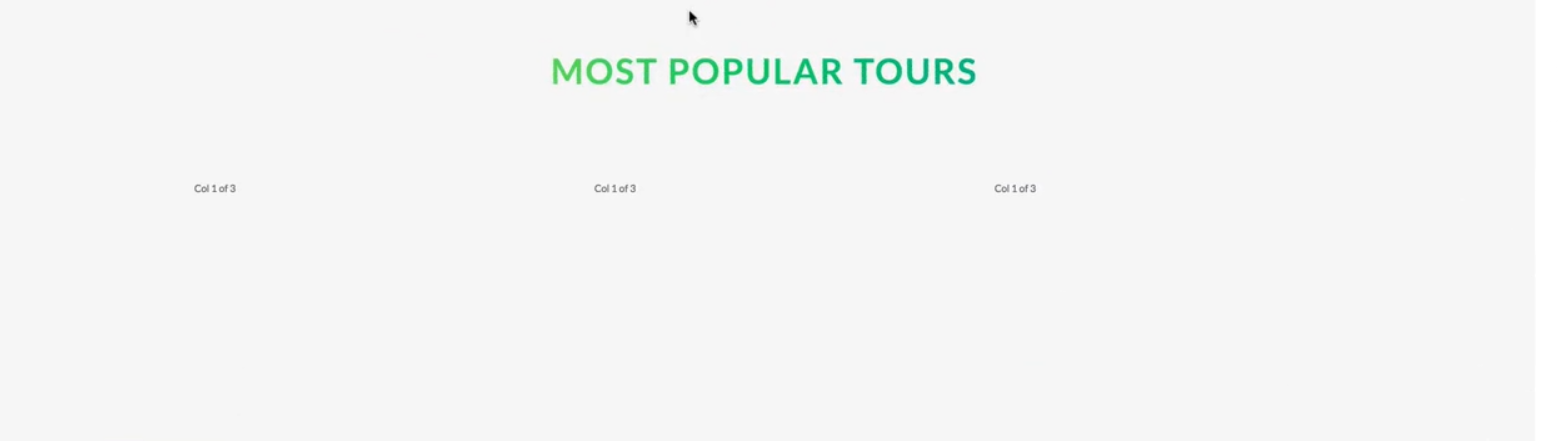 MOST POPULAR TOURS
Col 1 of 3 Col 1 of 3 Col 1 of 3